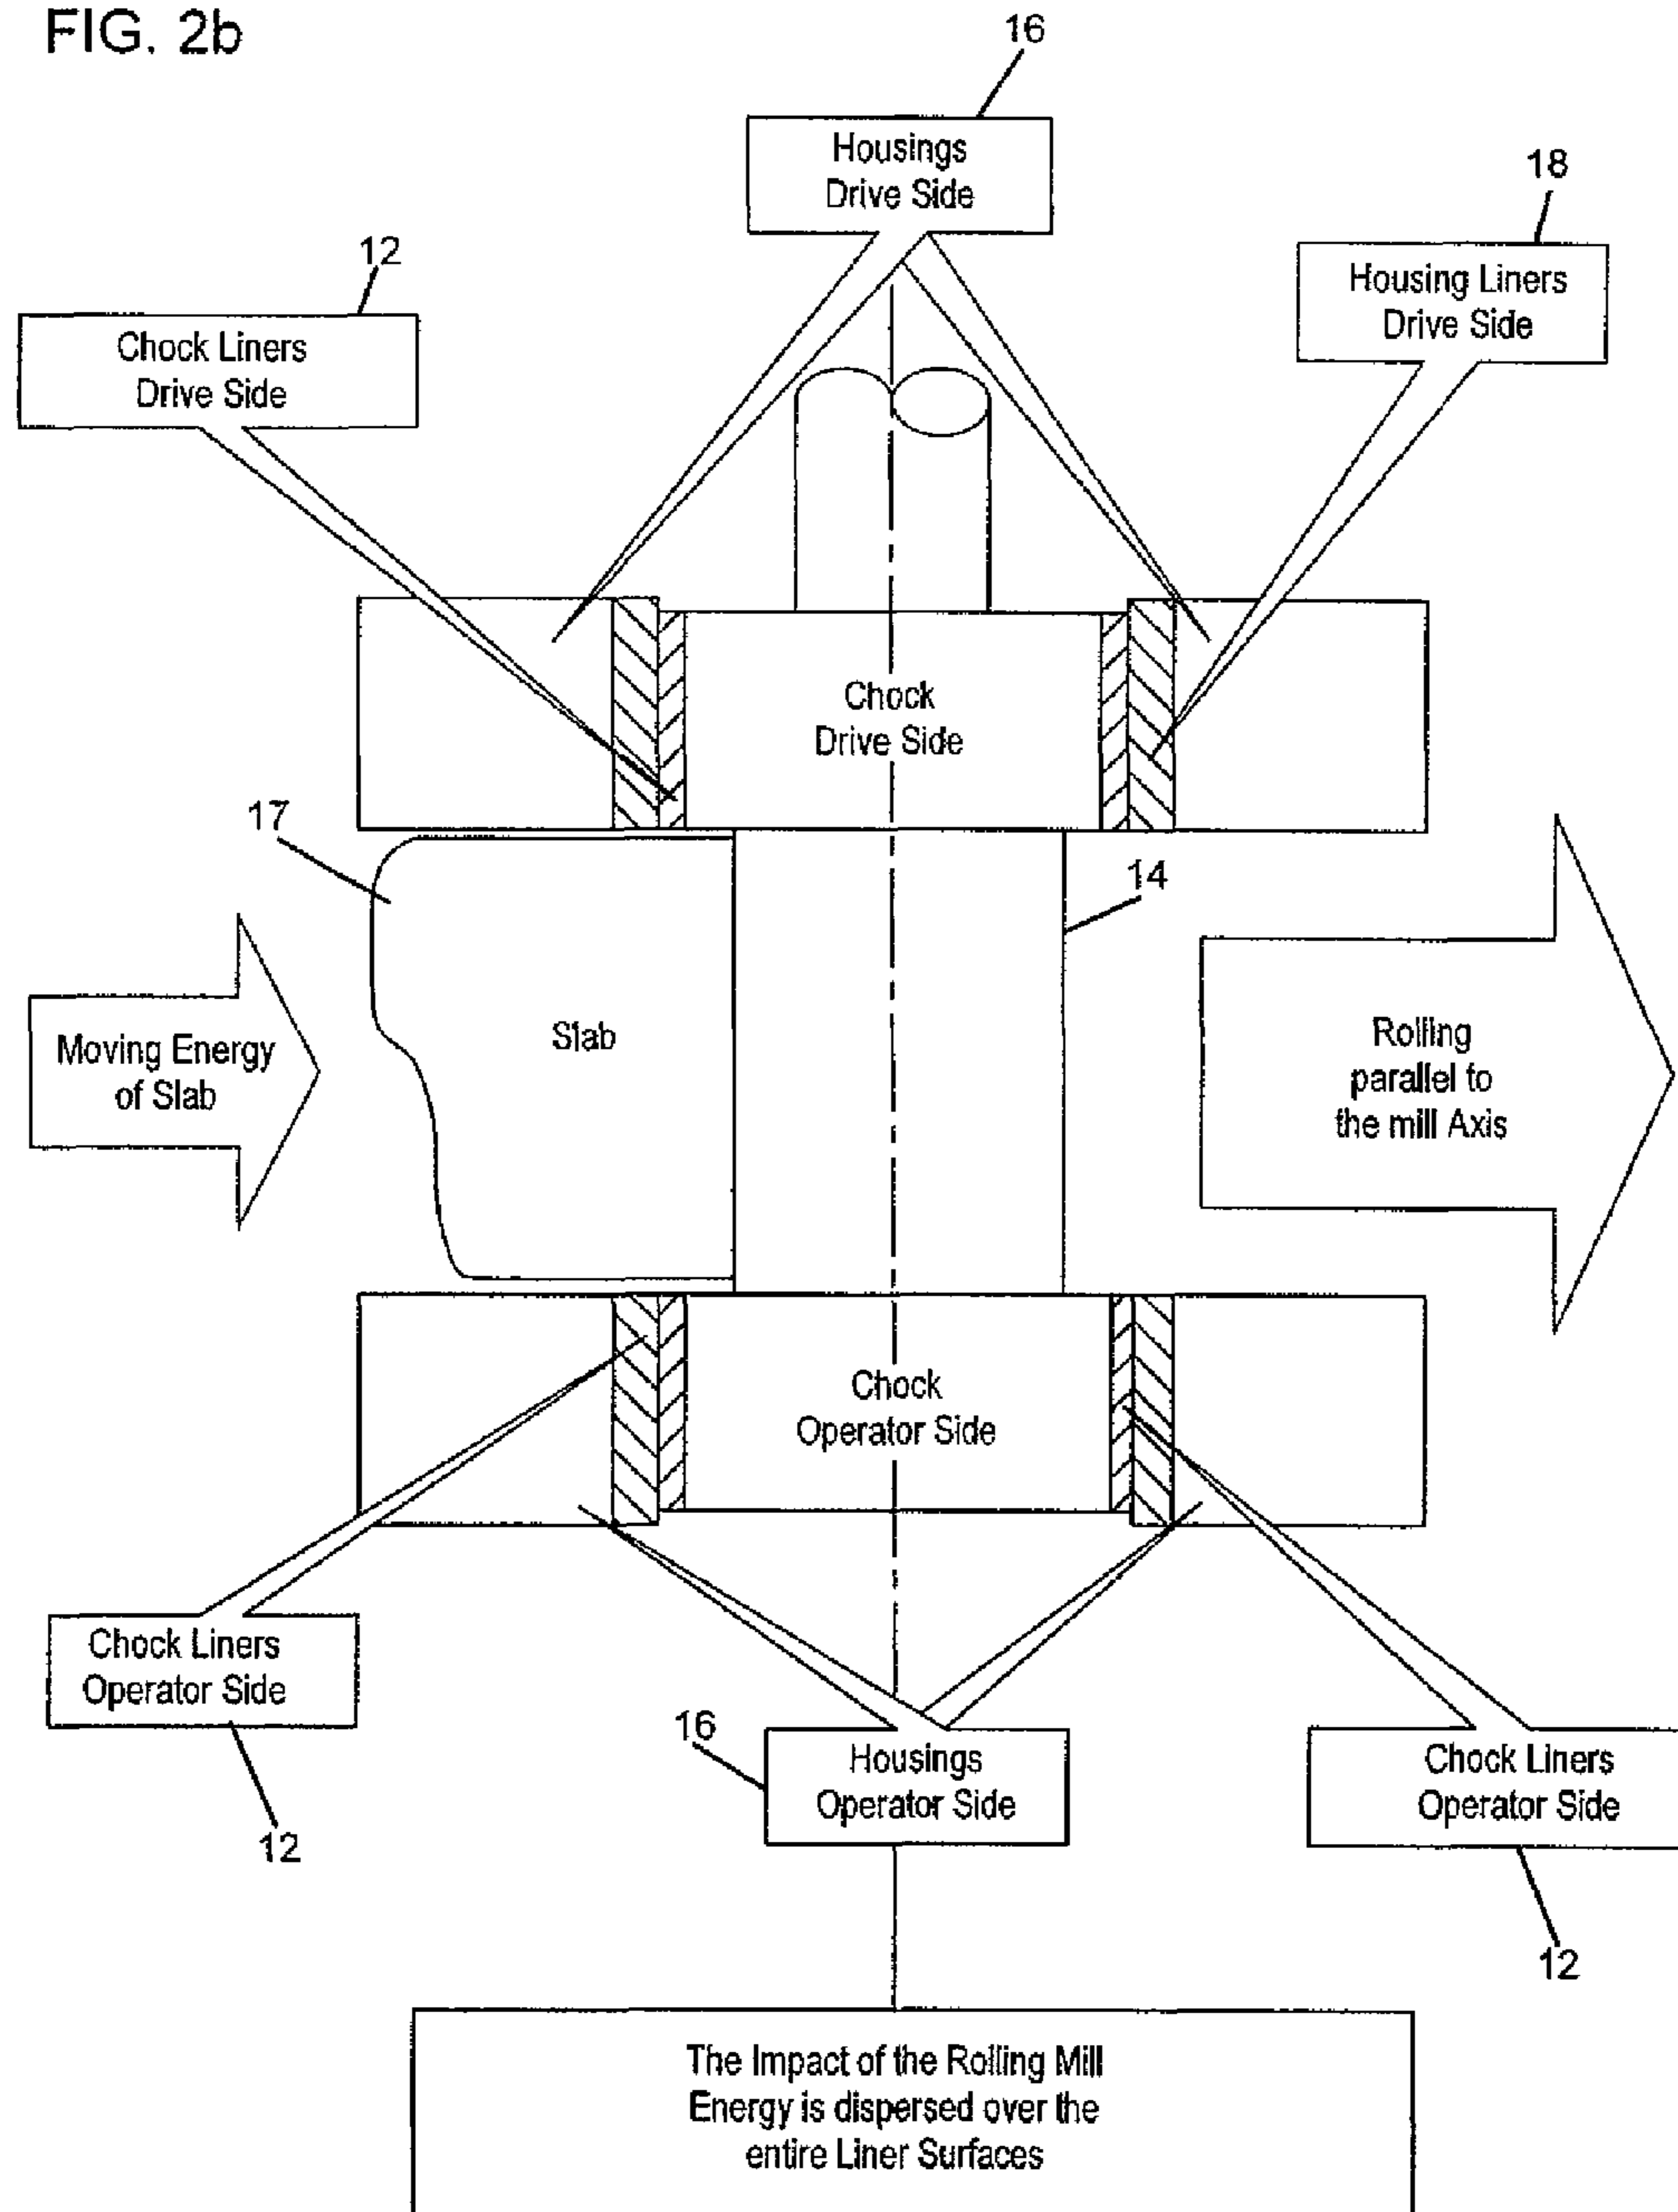 FIG. 2b
16
Housings
Drive Side
18
Housing Liners
Drive Side
12
Chock Liners
Drive Side
Chock
Drive Side
17
14
Moving Energy
of Slab
Slab
Rolling
parallel to
the mill Axis
Chock
Operator Side
Chock Liners
Operator Side
12
16
Housings
Operator Side
Chock Liners
Operator Side
12
The Impact of the Rolling Mill
Energy is dispersed over the
entire Liner Surfaces